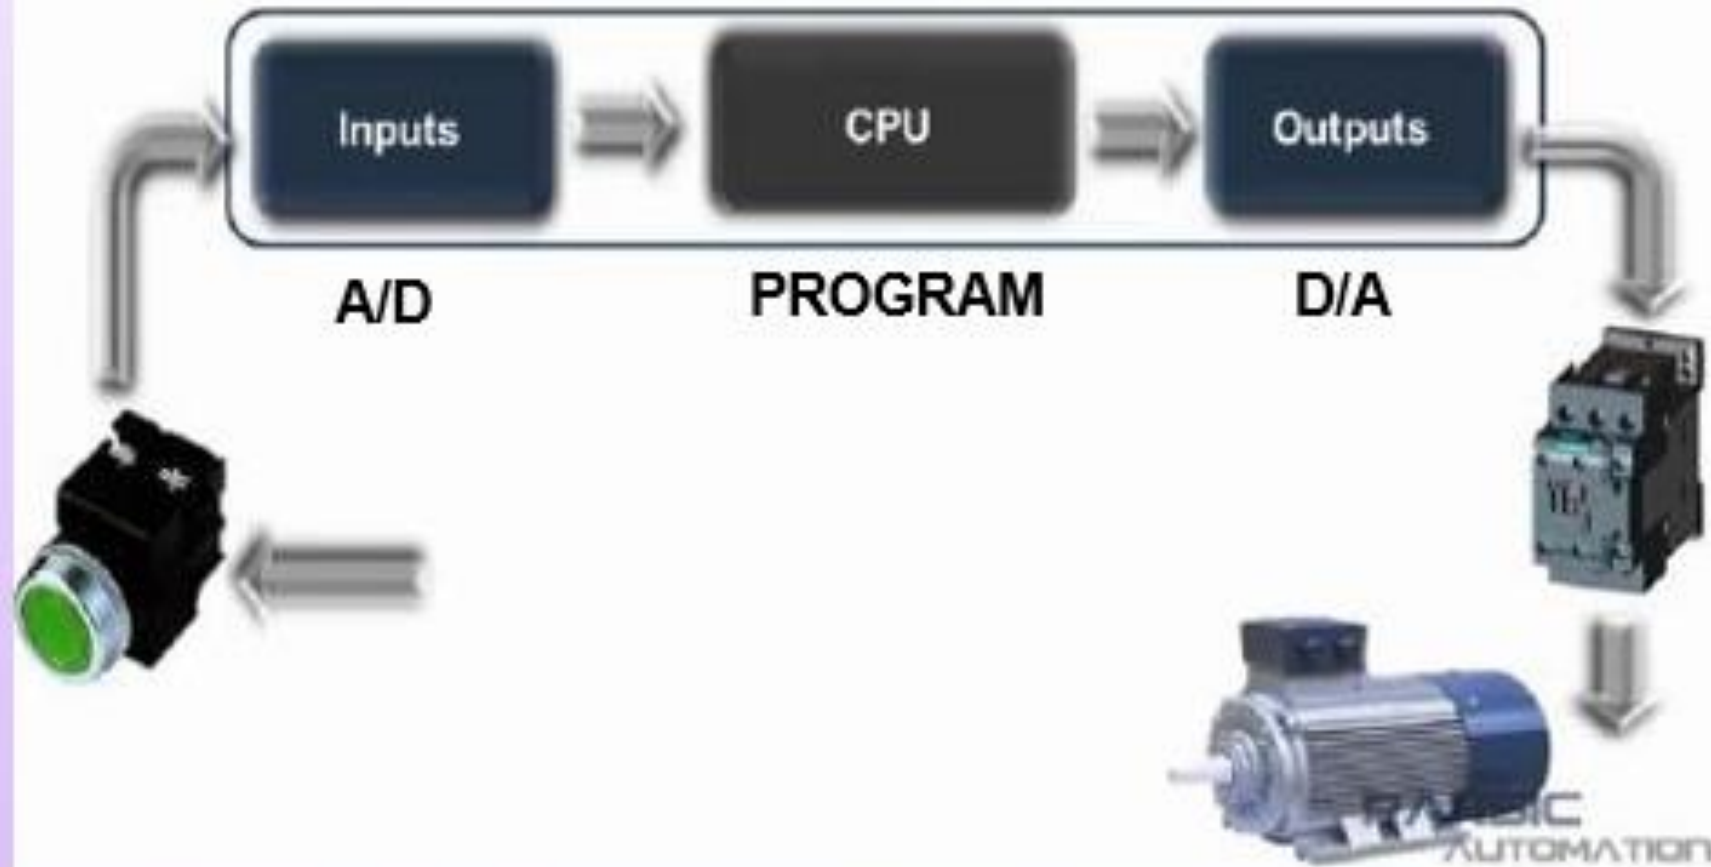 Inputs
CPU
Outputs
A/D
PROGRAM
D/A
AUTOMATION